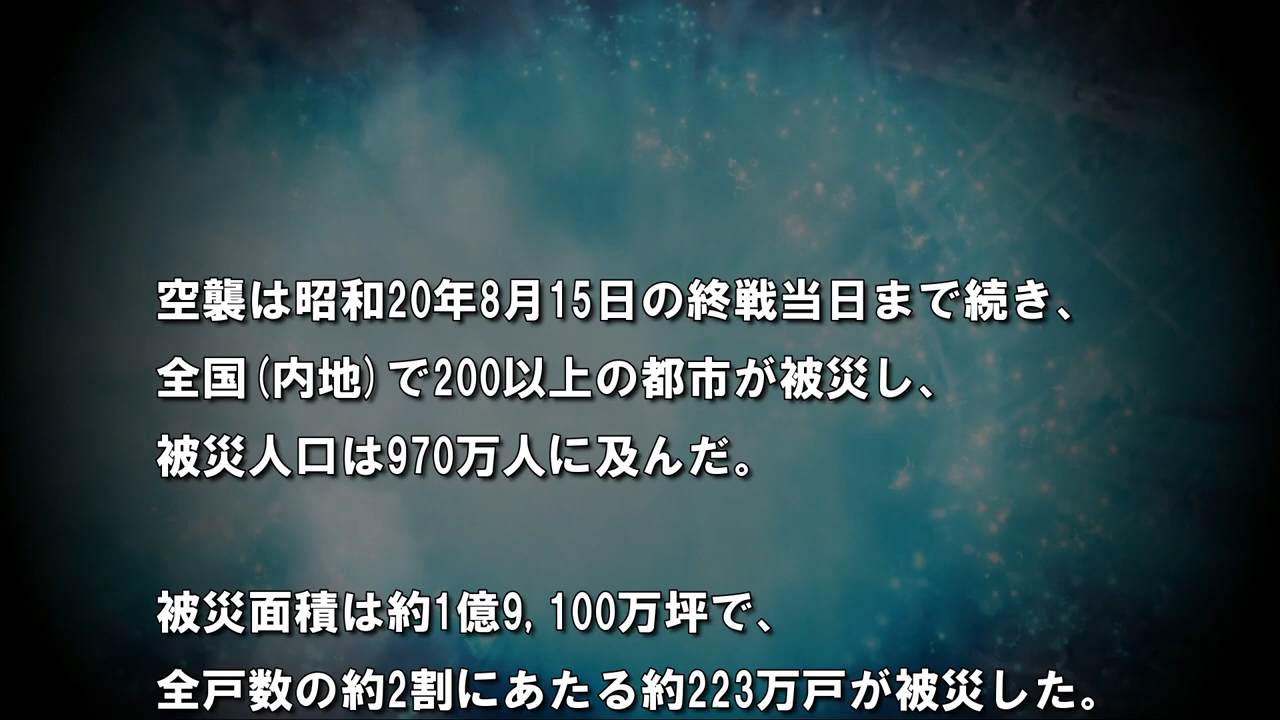 空襲は昭和20年8月15日の終戦当日まで続き、
全国(内地)で200以上の都市が被災し、
被災人口は970万人に及んだ。
被災面積は約1億9,100万坪で、
全戸数の約2割にあたる約223万戸が被災した。